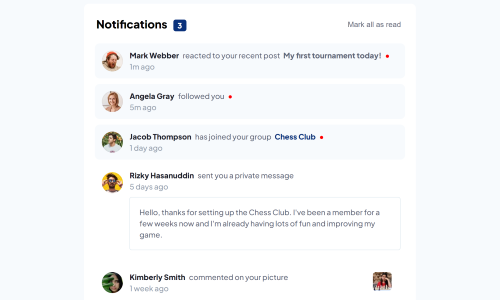 Notifications 3 Mark all as read
Mark Webber reacted to your recent post My first tournament today!
1m ago
Angela Gray followed you
5m ago
Jacob Thompson has joined your group Chess Club
1 day ago
Rizky Hasanuddin sent you a private message
5 days ago
Hello, thanks for setting up the Chess Club. I've been a member for a
few weeks now and I'm already having lots of fun and improving my
game.
Kimberly Smith commented on your picture
1 week ago